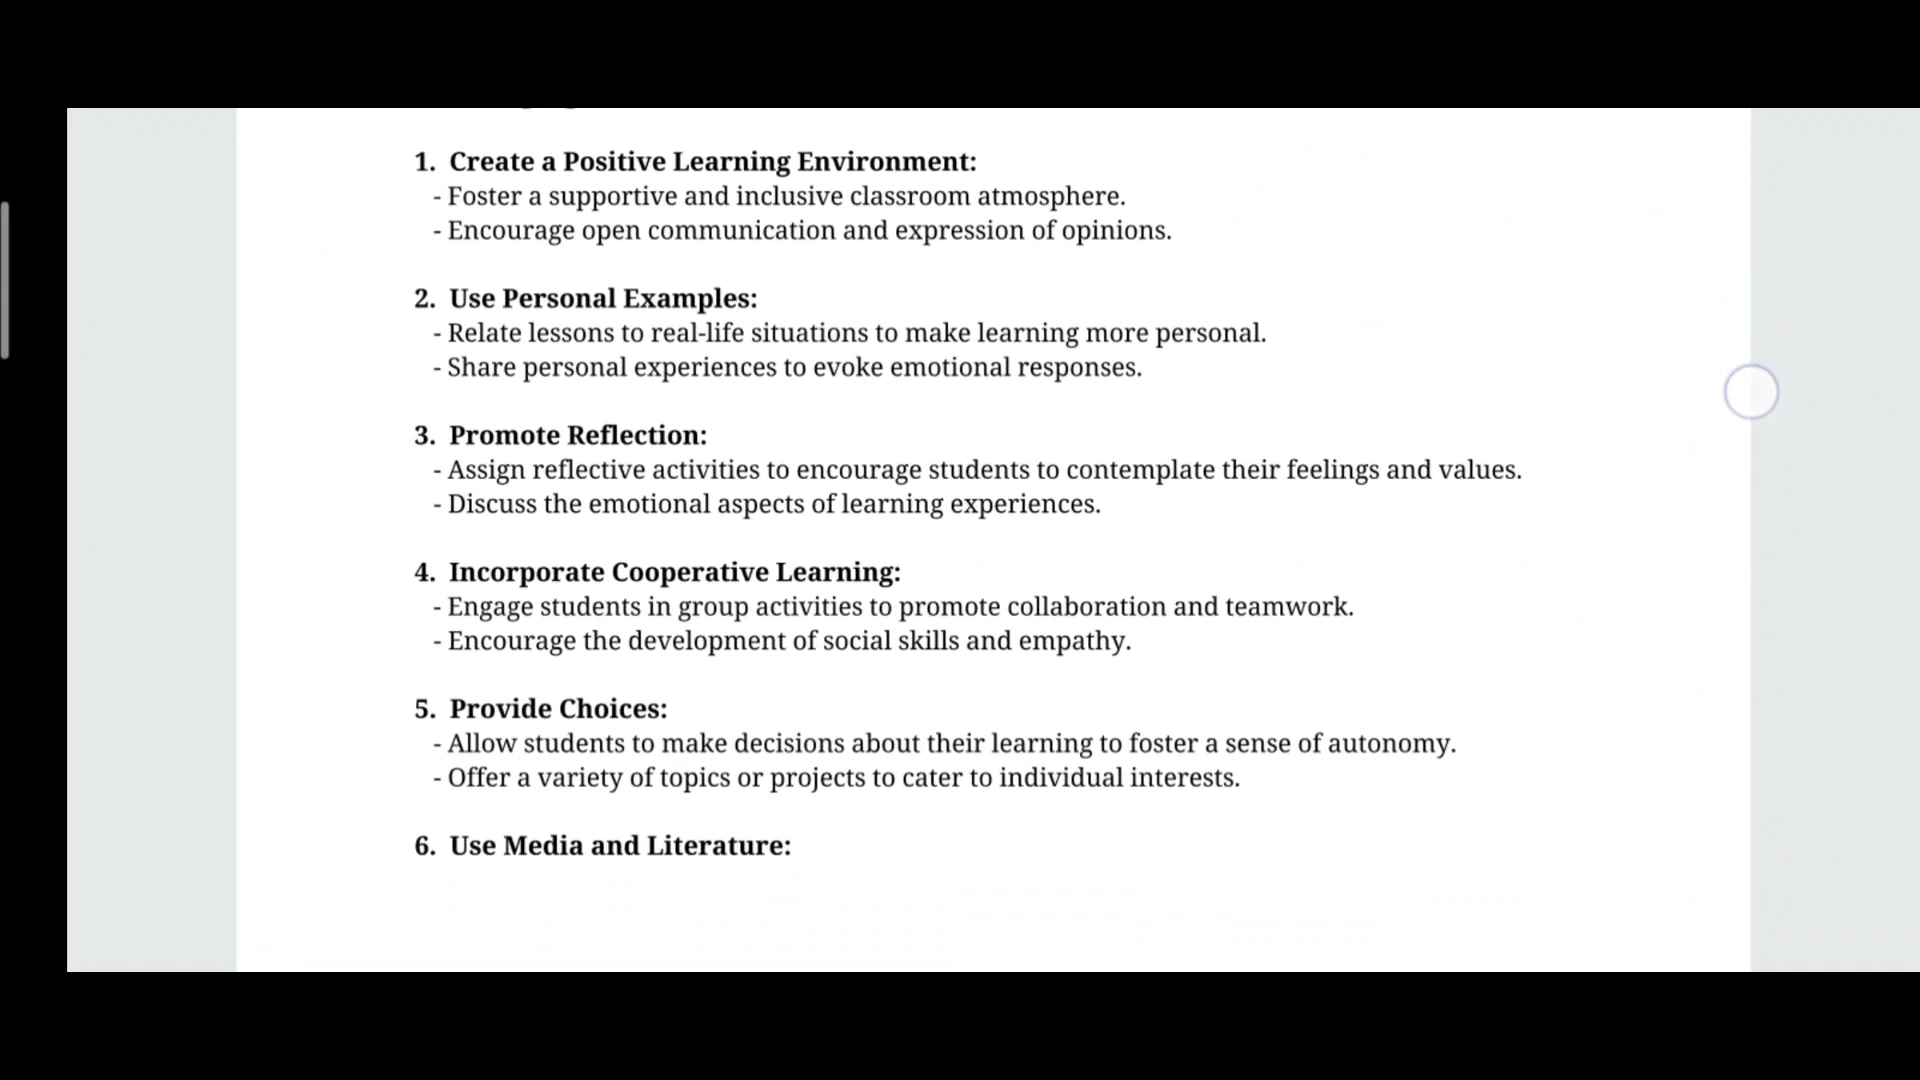 1. Create a Positive Learning Environment:
- Foster a supportive and inclusive classroom atmosphere.
- Encourage open communication and expression of opinions.
2. Use Personal Examples:
- Relate lessons to real-life situations to make learning more personal.
- Share personal experiences to evoke emotional responses.
3. Promote Reflection:
- Assign reflective activities to encourage students to contemplate their feelings and values.
- Discuss the emotional aspects of learning experiences.
4. Incorporate Cooperative Learning:
- Engage students in group activities to promote collaboration and teamwork.
- Encourage the development of social skills and empathy.
5. Provide Choices:
- Allow students to make decisions about their learning to foster a sense of autonomy.
- Offer a variety of topics or projects to cater to individual interests.
6. Use Media and Literature: